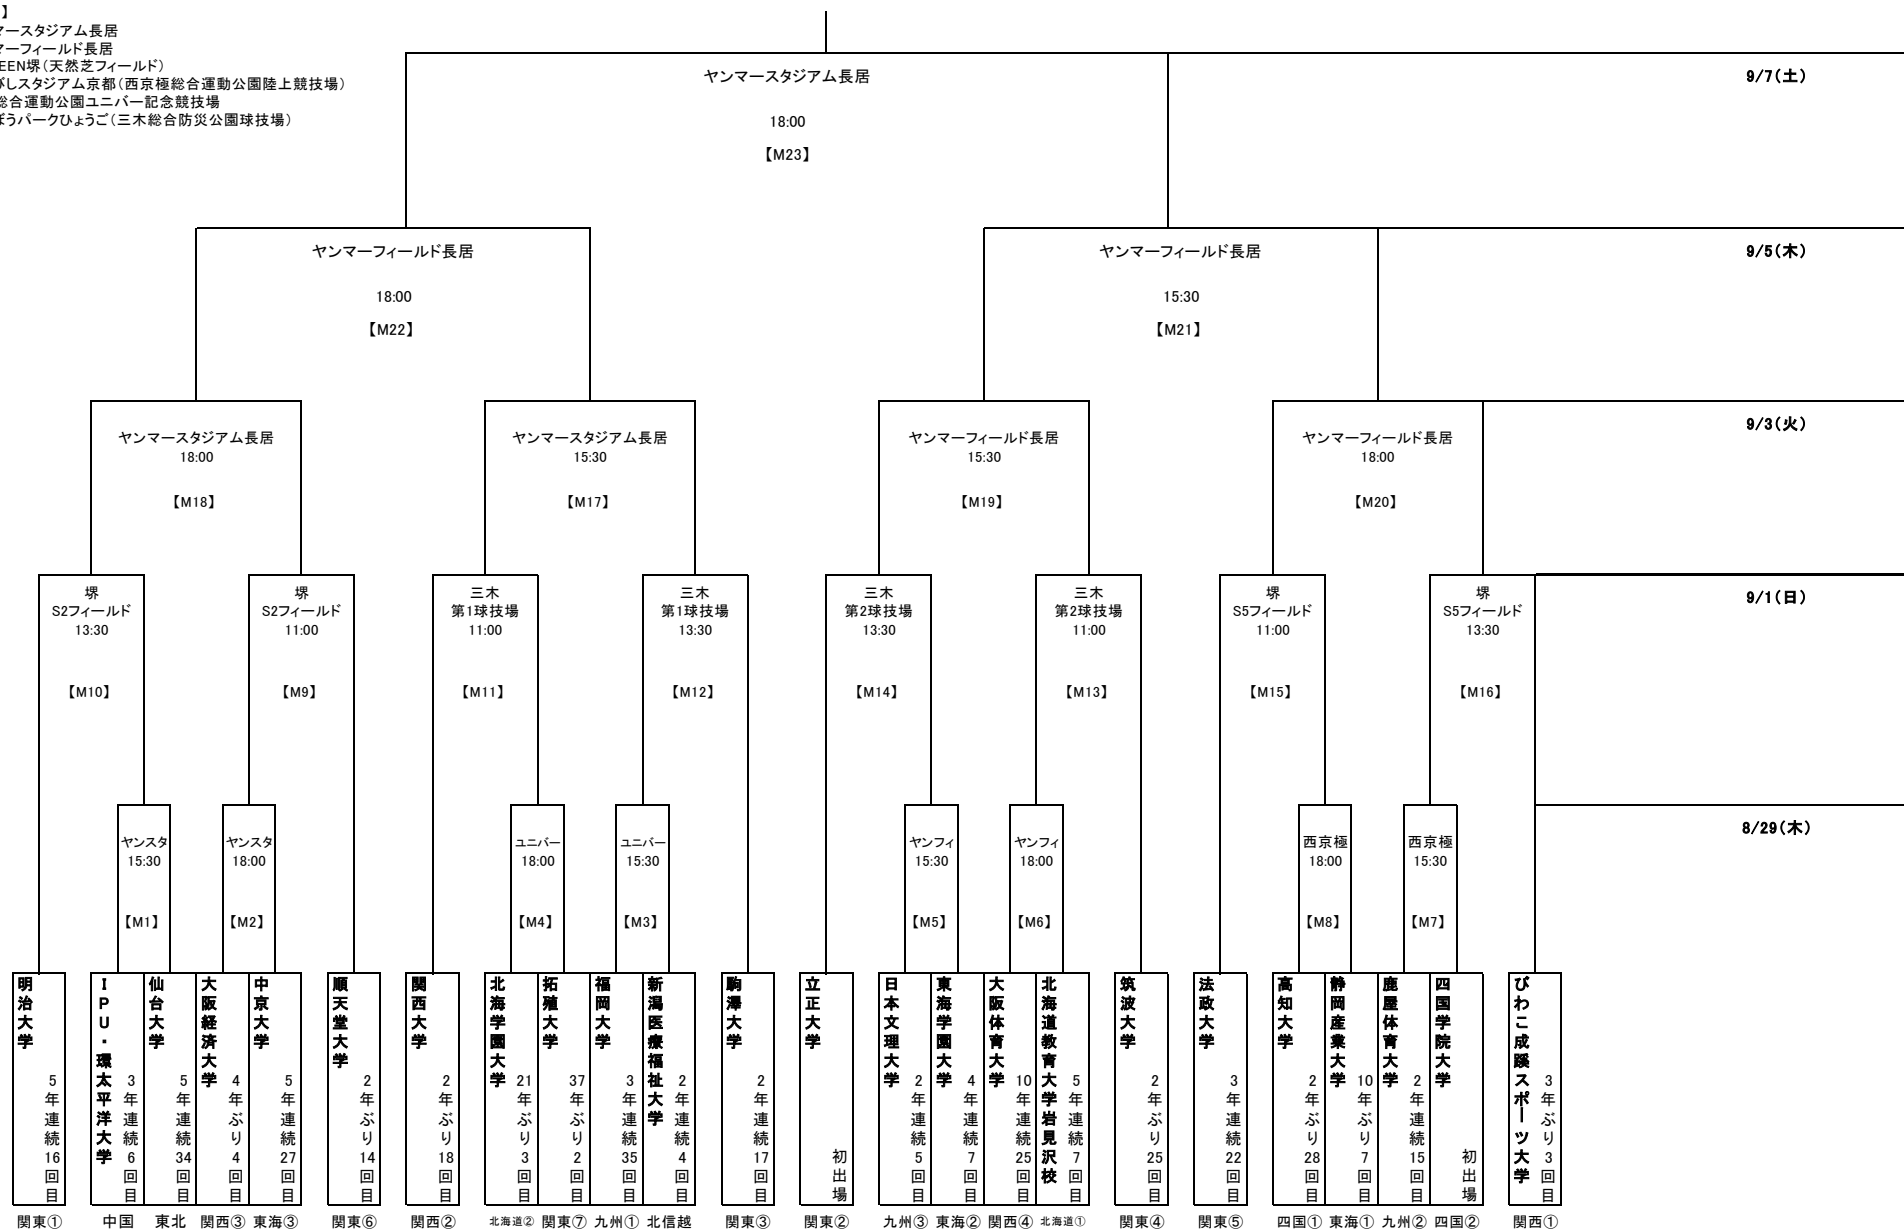 】
マースタジアム長居
マーフィールド長居
EEN堺(天然芝フィールド)
びしスタジアム京都(西京極総合運動公園陸上競技場)
総合運動公園ユニバー記念競技場
ぼうパークひょうご(三木総合防災公園球技場)
ヤンマースタジアム長居
18:00
【M23】
9/7(土)
ヤンマーフィールド長居
18:00
【M22】
ヤンマーフィールド長居
15:30
【M21】
9/5(木)
ヤンマースタジアム長居
18:00
【M18】
ヤンマースタジアム長居
15:30
【M17】
ヤンマーフィールド長居
15:30
【M19】
ヤンマーフィールド長居
18:00
【M20】
9/3(火)
堺
S2フィールド
13:30
【M10】
堺
S2フィールド
11:00
【M9】
三木
第1球技場
11:00
【M11】
三木
第1球技場
13:30
【M12】
三木
第2球技場
13:30
【M14】
三木
第2球技場
11:00
【M13】
堺
S5フィールド
11:00
【M15】
堺
S5フィールド
13:30
【M16】
9/1(日)
ヤンスタ
15:30
【M1】
ヤンスタ
18:00
【M2】
ユニバー
18:00
【M4】
ユニバー
15:30
【M3】
ヤンフィ
15:30
【M5】
ヤンフィ
18:00
【M6】
西京極
18:00
【M8】
西京極
15:30
【M7】
8/29(木)
明治大学
5年連続16回目
関東①
IPU・環太平洋大学
3年連続6回目
中国
仙台大学
5年連続34回目
東北
大阪経済大学
4年ぶり4回目
関西③
中京大学
5年連続27回目
東海③
順天堂大学
2年ぶり14回目
関東⑥
関西大学
2年ぶり18回目
関西②
北海学園大学
21年ぶり3回目
北海道②
拓殖大学
37年ぶり2回目
関東⑦
福岡大学
3年連続35回目
九州①
新潟医療福祉大学
2年連続4回目
北信越
駒澤大学
2年連続17回目
関東③
立正大学
初出場
関東②
日本文理大学
2年連続5回目
九州③
東海学園大学
4年連続7回目
東海②
大阪体育大学
10年連続25回目
関西④
北海道教育大学岩見沢校
5年連続7回目
北海道①
筑波大学
2年ぶり25回目
関東④
法政大学
3年連続22回目
関東⑤
高知大学
2年ぶり28回目
四国①
静岡産業大学
10年ぶり7回目
東海①
鹿屋体育大学
2年連続15回目
九州②
四国学院大学
初出場
四国②
びわこ成蹊スポーツ大学
3年ぶり3回目
関西①